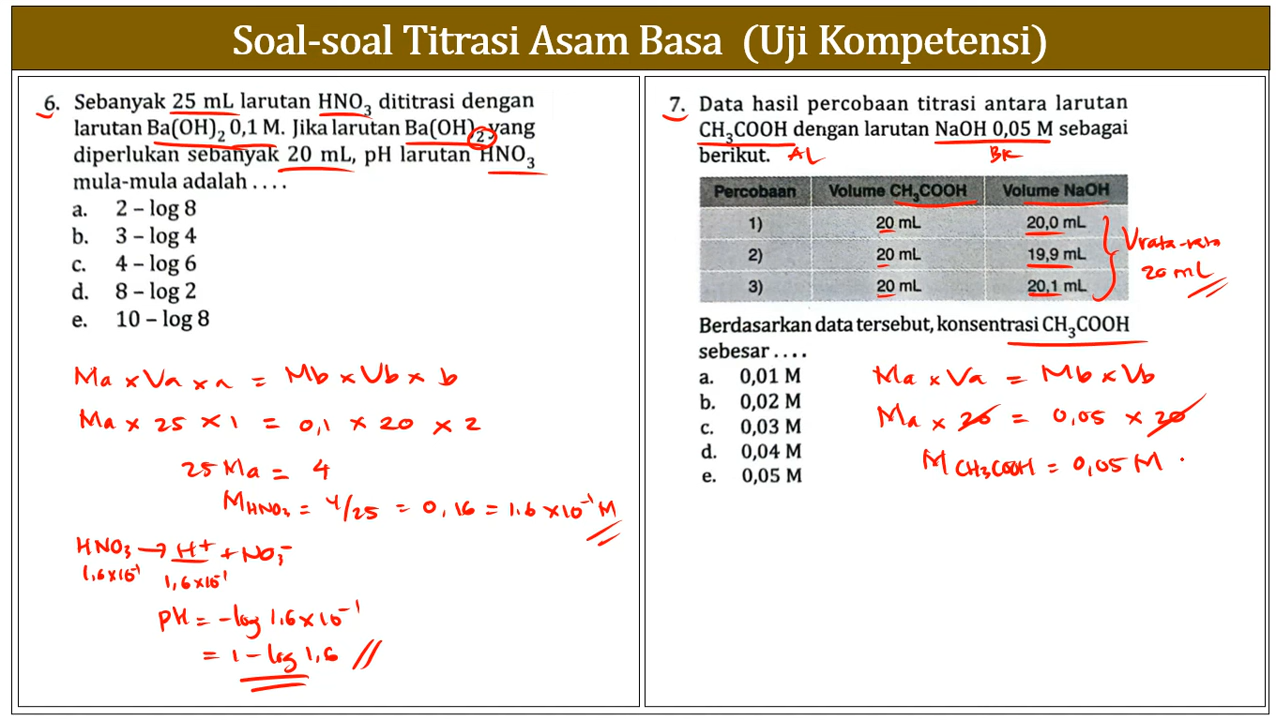 Soal-soal Titrasi Asam Basa (Uji Kompetensi)
6. Sebanyak 25 mL larutan HNO₃ dititrasi dengan
larutan Ba(OH)₂ 0,1 M. Jika larutan Ba(OH)₂ yang
diperlukan sebanyak 20 mL, pH larutan HNO₃
mula-mula adalah . . . .
a. 2 – log 8
b. 3 – log 4
c. 4 – log 6
d. 8 – log 2
e. 10 – log 8
Ma x Va x a = Mb x Vb x b
Ma x 25 x 1 = 0,1 x 20 x 2
25 Ma = 4
M HNO₃ = 4/25 = 0,16 = 1.6 x 10⁻¹ M
HNO₃ → H⁺ + NO₃⁻
1,6x10⁻¹ 1,6x10⁻¹
pH = -log 1.6 x 10⁻¹
= 1 - log 1,6
7. Data hasil percobaan titrasi antara larutan
CH₃COOH dengan larutan NaOH 0,05 M sebagai
berikut. AL BK
Percobaan Volume CH₃COOH Volume NaOH
1) 20 mL 20,0 mL
2) 20 mL 19,9 mL
3) 20 mL 20,1 mL
Vrata-rata
20 mL
Berdasarkan data tersebut, konsentrasi CH₃COOH
sebesar . . . .
a. 0,01 M
b. 0,02 M
c. 0,03 M
d. 0,04 M
e. 0,05 M
Ma x Va = Mb x Vb
Ma x 20 = 0,05 x 20
M CH₃COOH = 0,05 M .